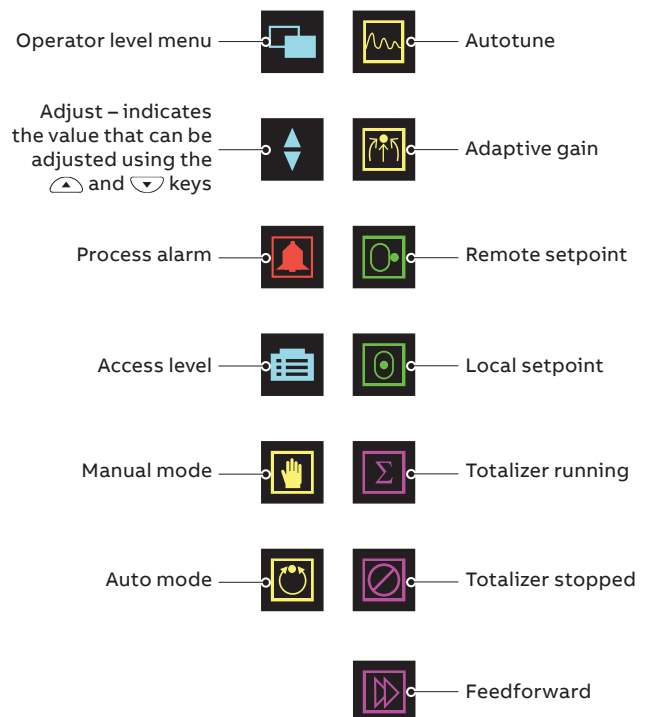 Operator level menu
Autotune
Adjust – indicates
the value that can be
adjusted using the
and keys
Adaptive gain
Process alarm
Remote setpoint
Access level
Local setpoint
Manual mode
Σ
Totalizer running
Auto mode
Totalizer stopped
Feedforward